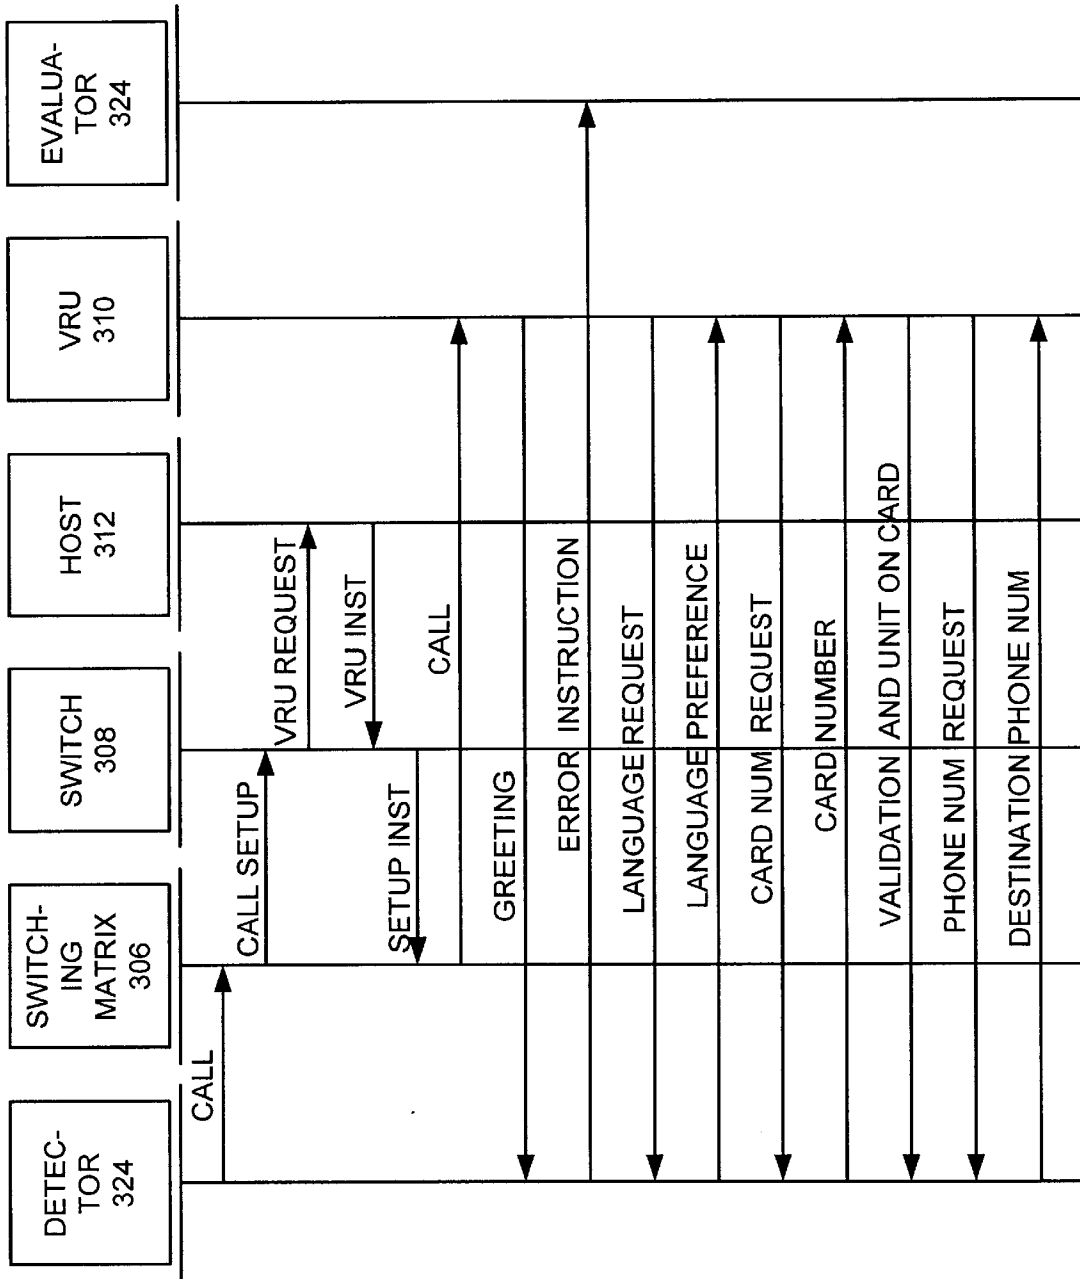 DETEC-
TOR
324
SWITCH-
ING
MATRIX
306
SWITCH
308
HOST
312
VRU
310
EVALUA-
TOR
324
CALL
CALL SETUP
VRU REQUEST
VRU INST
SETUP INST
CALL
GREETING
ERROR INSTRUCTION
LANGUAGE REQUEST
LANGUAGE PREFERENCE
CARD NUM REQUEST
CARD NUMBER
VALIDATION AND UNIT ON CARD
PHONE NUM REQUEST
DESTINATION PHONE NUM